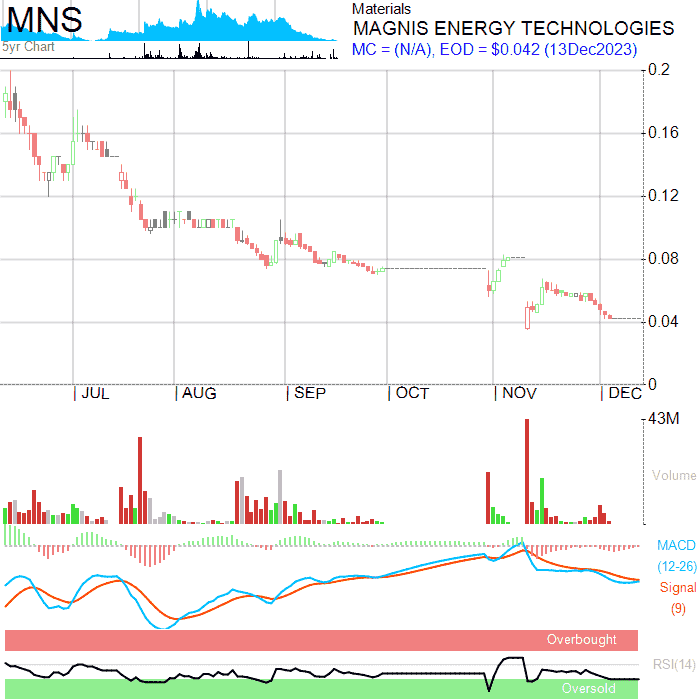 MNS
5yr Chart
Materials
MAGNIS ENERGY TECHNOLOGIES
MC = (N/A), EOD = $0.042 (13Dec2023)
0.2
0.16
0.12
0.08
0.04
0
JUL AUG SEP OCT NOV DEC
43M
Volume
MACD
(12-26)
Signal
(9)
Overbought
RSI(14)
Oversold